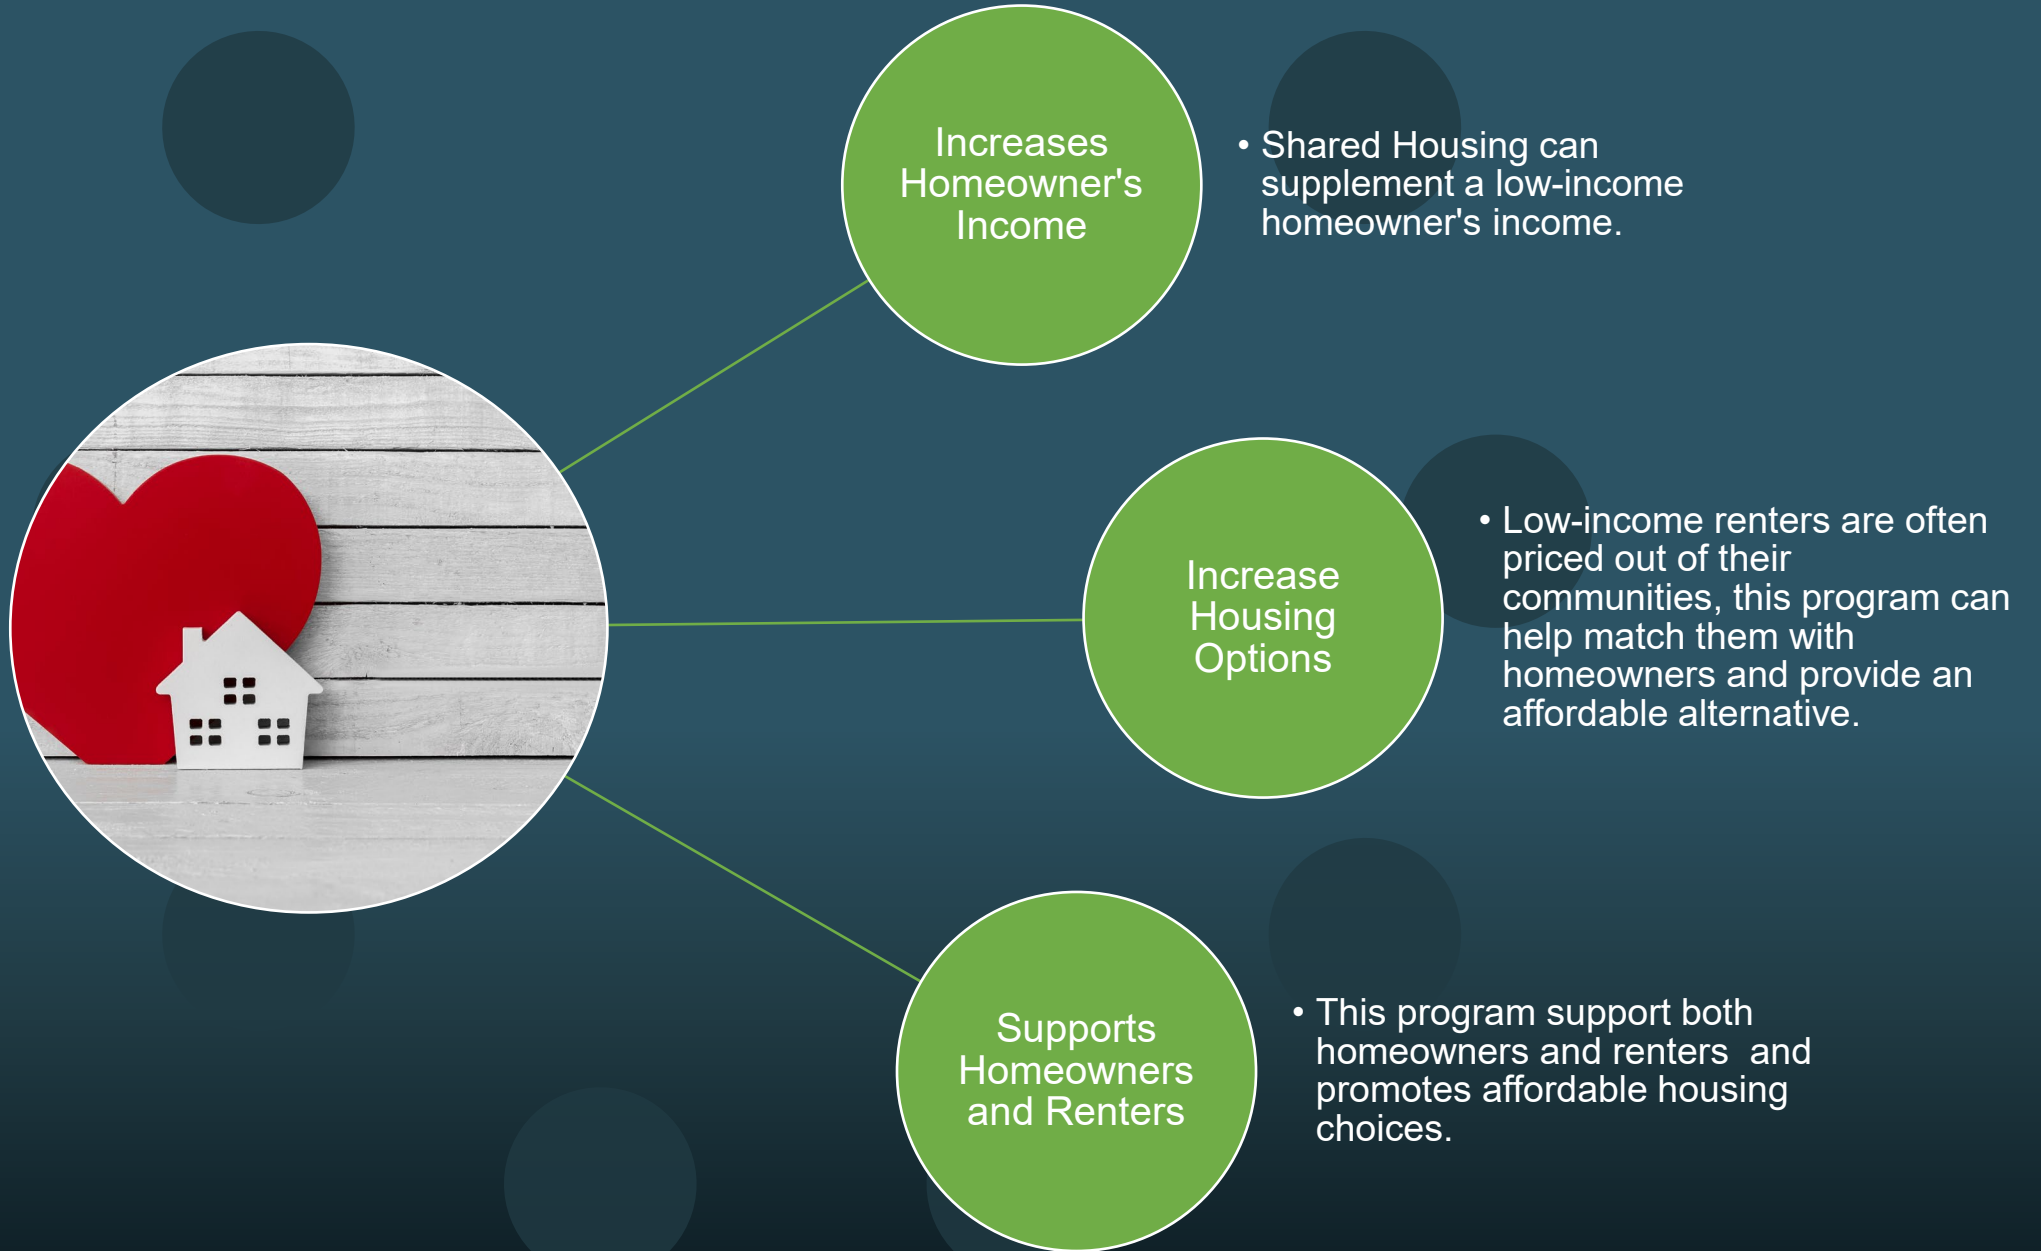 Increases
Homeowner's
Income
• Shared Housing can
supplement a low-income
homeowner's income.
Increase
Housing
Options
• Low-income renters are often
priced out of their
communities, this program can
help match them with
homeowners and provide an
affordable alternative.
Supports
Homeowners
and Renters
• This program support both
homeowners and renters  and
promotes affordable housing
choices.